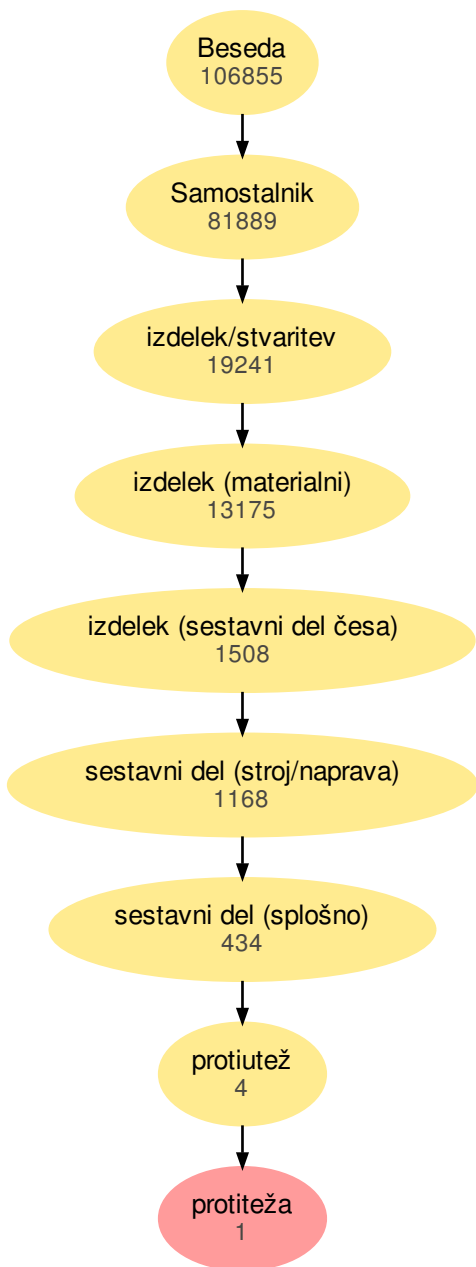 Beseda
106855
Samostalnik
81889
izdelek/stvaritev
19241
izdelek (materialni)
13175
izdelek (sestavni del česa)
1508
sestavni del (stroj/naprava)
1168
sestavni del (splošno)
434
protiutež
4
protiteža
1